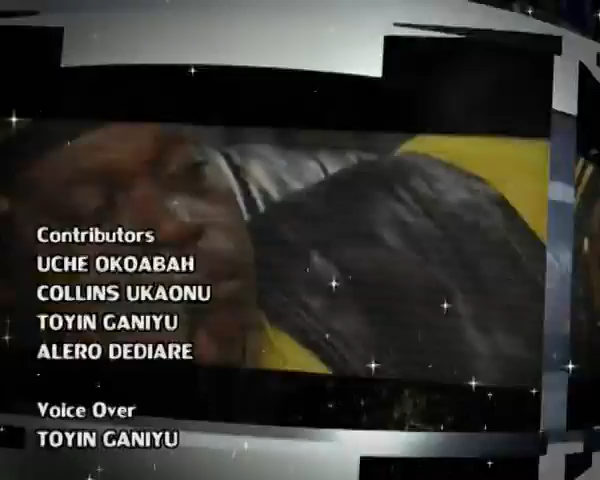 Contributors
UCHE OKOABAH
COLLINS UKAONU
TOYIN GANIYU
ALERO DEDIARE
Voice Over
TOYIN GANIYU